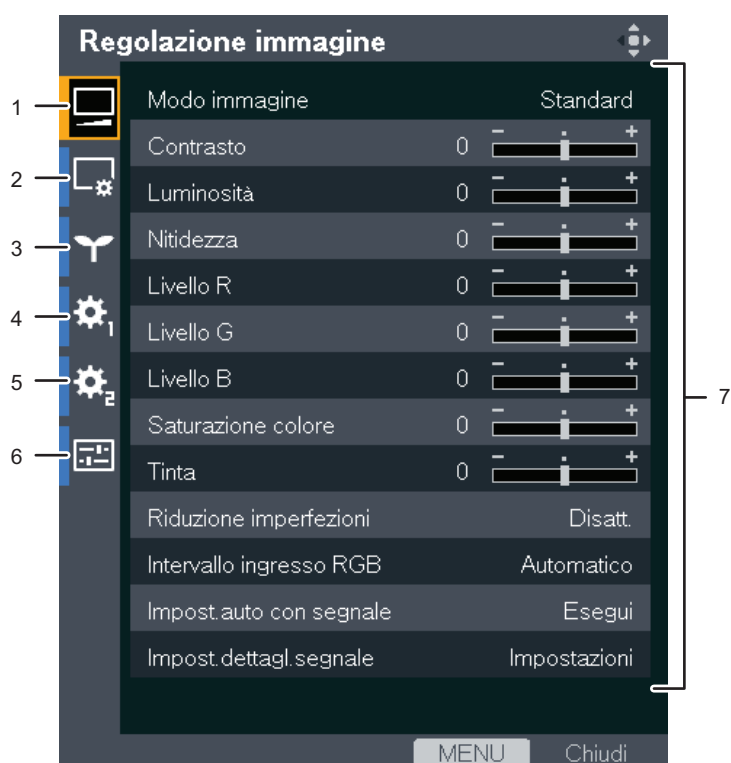 Regolazione immagine
1
Modo immagine Standard
Contrasto 0 - +
2
Luminosità 0 - +
3
Nitidezza 0 - +
Livello R 0 - +
4
1
Livello G 0 - +
5
2
Livello B 0 - +
7
Saturazione colore 0 - +
6
Tinta 0 - +
Riduzione imperfezioni Disatt.
Intervallo ingresso RGB Automatico
Impost.auto con segnale Esegui
Impost.dettagl.segnale Impostazioni
MENU Chiudi